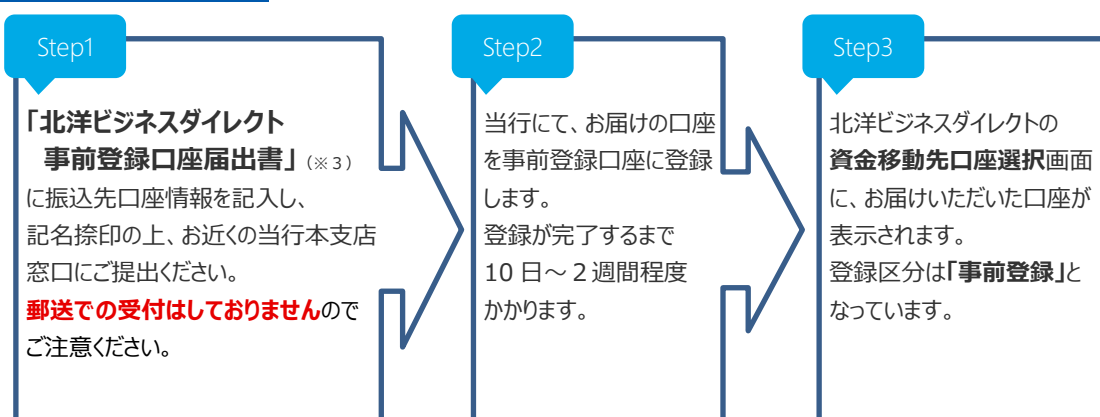 Step1
「北洋ビジネスダイレクト
事前登録口座届出書」(※3)
に振込先口座情報を記入し、
記名捺印の上、お近くの当行本支店
窓口にご提出ください。
郵送での受付はしておりませんので
ご注意ください。
Step2
当行にて、お届けの口座
を事前登録口座に登録
します。
登録が完了するまで
10 日～２週間程度
かかります。
Step3
北洋ビジネスダイレクトの
資金移動先口座選択画面
に、お届けいただいた口座が
表示されます。
登録区分は「事前登録」と
なっています。